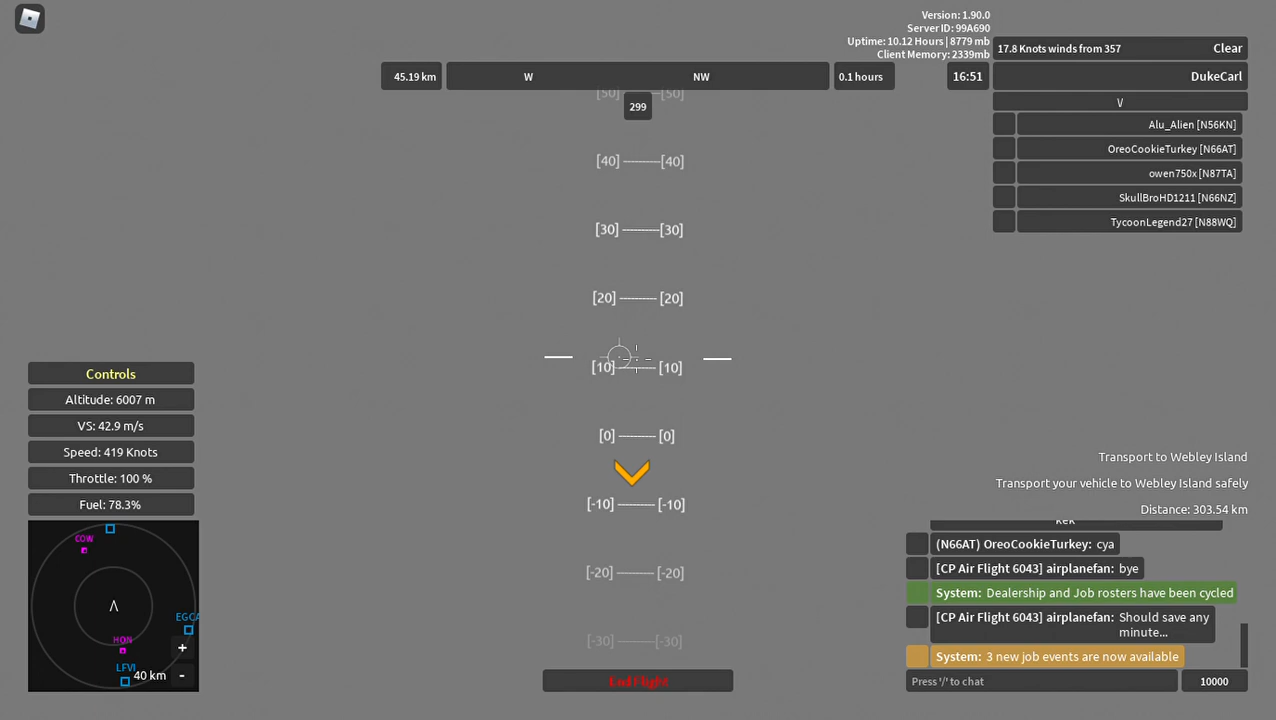 Version: 1.90.0
Server ID: 99A690
Uptime: 10.12 Hours | 8779 mb
Client Memory: 2339mb
17.8 Knots winds from 357 Clear
45.19 km W NW 0.1 hours 16:51 DukeCarl
[50] [50]
299
V
Alu_Alien [N56KN]
OreoCookieTurkey [N66AT]
[40] [40]
owen750x [N87TA]
SkullBroHD1211 [N66NZ]
TycoonLegend27 [N88WQ]
[30] [30]
[20] [20]
[10] [10]
[0] [0]
[-10] [-10]
[-20] [-20]
[-30] [-30]
Controls
Altitude: 6007 m
VS: 42.9 m/s
Speed: 419 Knots
Throttle: 100 %
Fuel: 78.3%
COW
EGCA
HON
+
LFVI
40 km -
End Flight
Transport to Webley Island
Transport your vehicle to Webley Island safely
Distance: 303.54 km
(N66AT) OreoCookieTurkey: cya
[CP Air Flight 6043] airplanefan: bye
System: Dealership and Job rosters have been cycled
[CP Air Flight 6043] airplanefan: Should save any
minute...
System: 3 new job events are now available
Press '/' to chat 10000